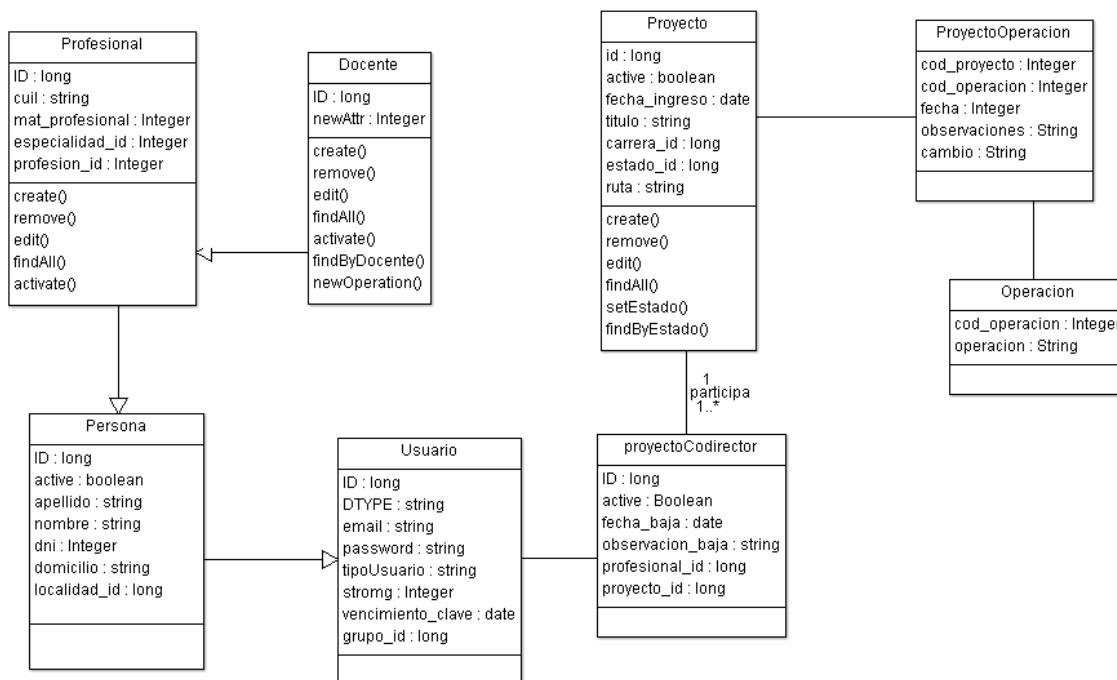 Profesional
ID : long
cuil : string
mat_profesional : Integer
especialidad_id : Integer
profesion_id : Integer
create()
remove()
edit()
findAll()
activate()
Docente
ID : long
newAttr : Integer
create()
remove()
edit()
findAll()
activate()
findByDocente()
newOperation()
Proyecto
id : long
active : boolean
fecha_ingreso : date
titulo : string
carrera_id : long
estado_id : long
ruta : string
create()
remove()
edit()
findAll()
setEstado()
findByEstado()
ProyectoOperacion
cod_proyecto : Integer
cod_operacion : Integer
fecha : Integer
observaciones : String
cambio : String
Operacion
cod_operacion : Integer
operacion : String
1
participa
1..*
Persona
ID : long
active : boolean
apellido : string
nombre : string
dni : Integer
domicilio : string
localidad_id : long
Usuario
ID : long
DTYPE : string
email : string
password : string
tipoUsuario : string
stromg : Integer
vencimiento_clave : date
grupo_id : long
proyectoCodirector
ID : long
active : Boolean
fecha_baja : date
observacion_baja : string
profesional_id : long
proyecto_id : long